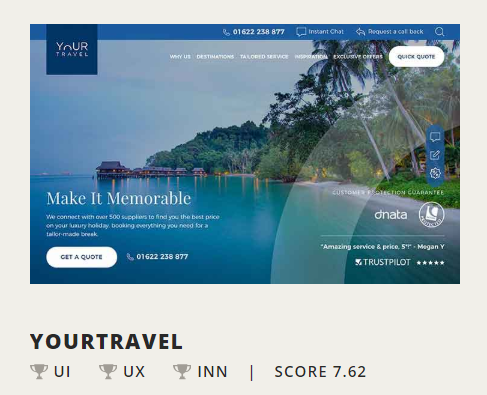 01622 238 877 Instant Chat Request a call back
YOUR
TRAVEL
WHY US DESTINATIONS TAILORED SERVICE INSPIRATION EXCLUSIVE OFFERS QUICK QUOTE
Make It Memorable
We connect with over 500 suppliers to find you the best price
on your luxury holiday, booking everything you need for a
tailor-made break.
GET A QUOTE 01622 238 877
CUSTOMER PROTECTION GUARANTEE
dnata
"Amazing service & price. 5*!" - Megan Y
TRUSTPILOT ★★★★★
YOURTRAVEL
UI UX INN | SCORE 7.62